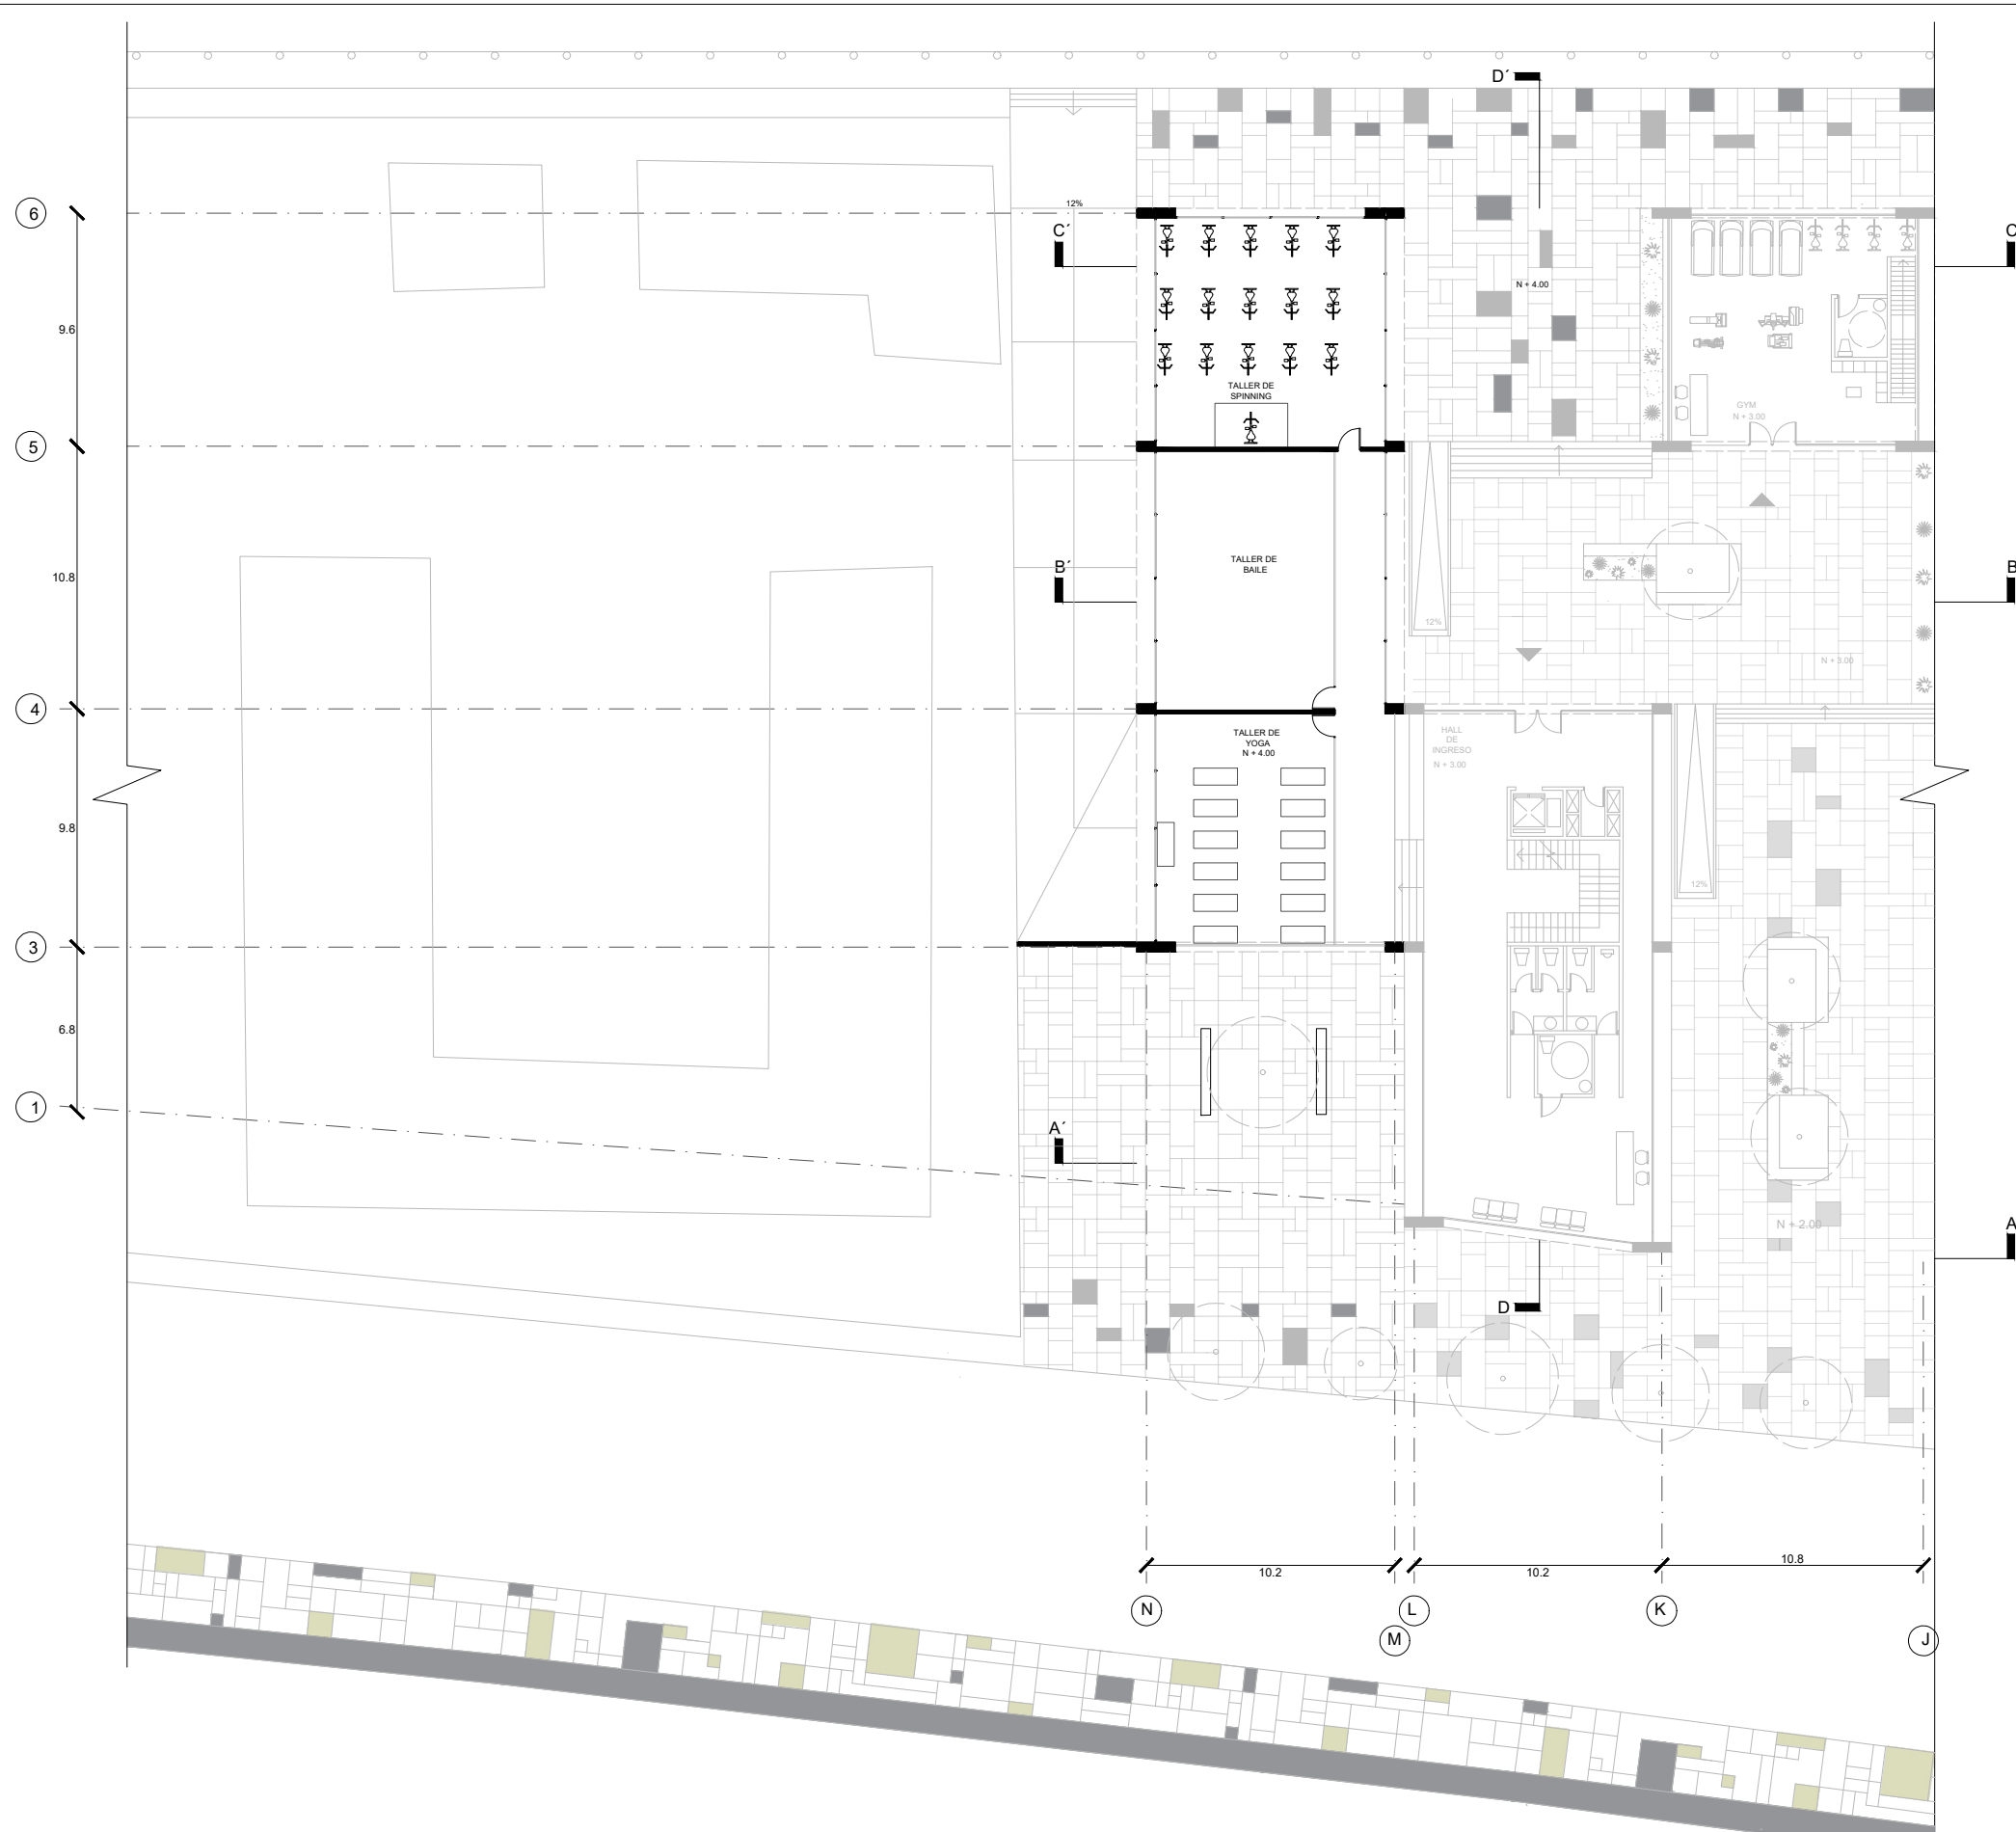 D´
6
12%
C´
C
N + 4.00
9.6
TALLER DE
SPINNING
GYM
N + 3.00
5
10.8
TALLER DE
BAILE
B´
B
12%
N + 3.00
4
TALLER DE
YOGA
N + 4.00
HALL
DE
INGRESO
N + 3.00
9.8
12%
3
6.8
1
A´
N + 2.00
A
D
10.2
10.2
10.8
N
L
K
M
J